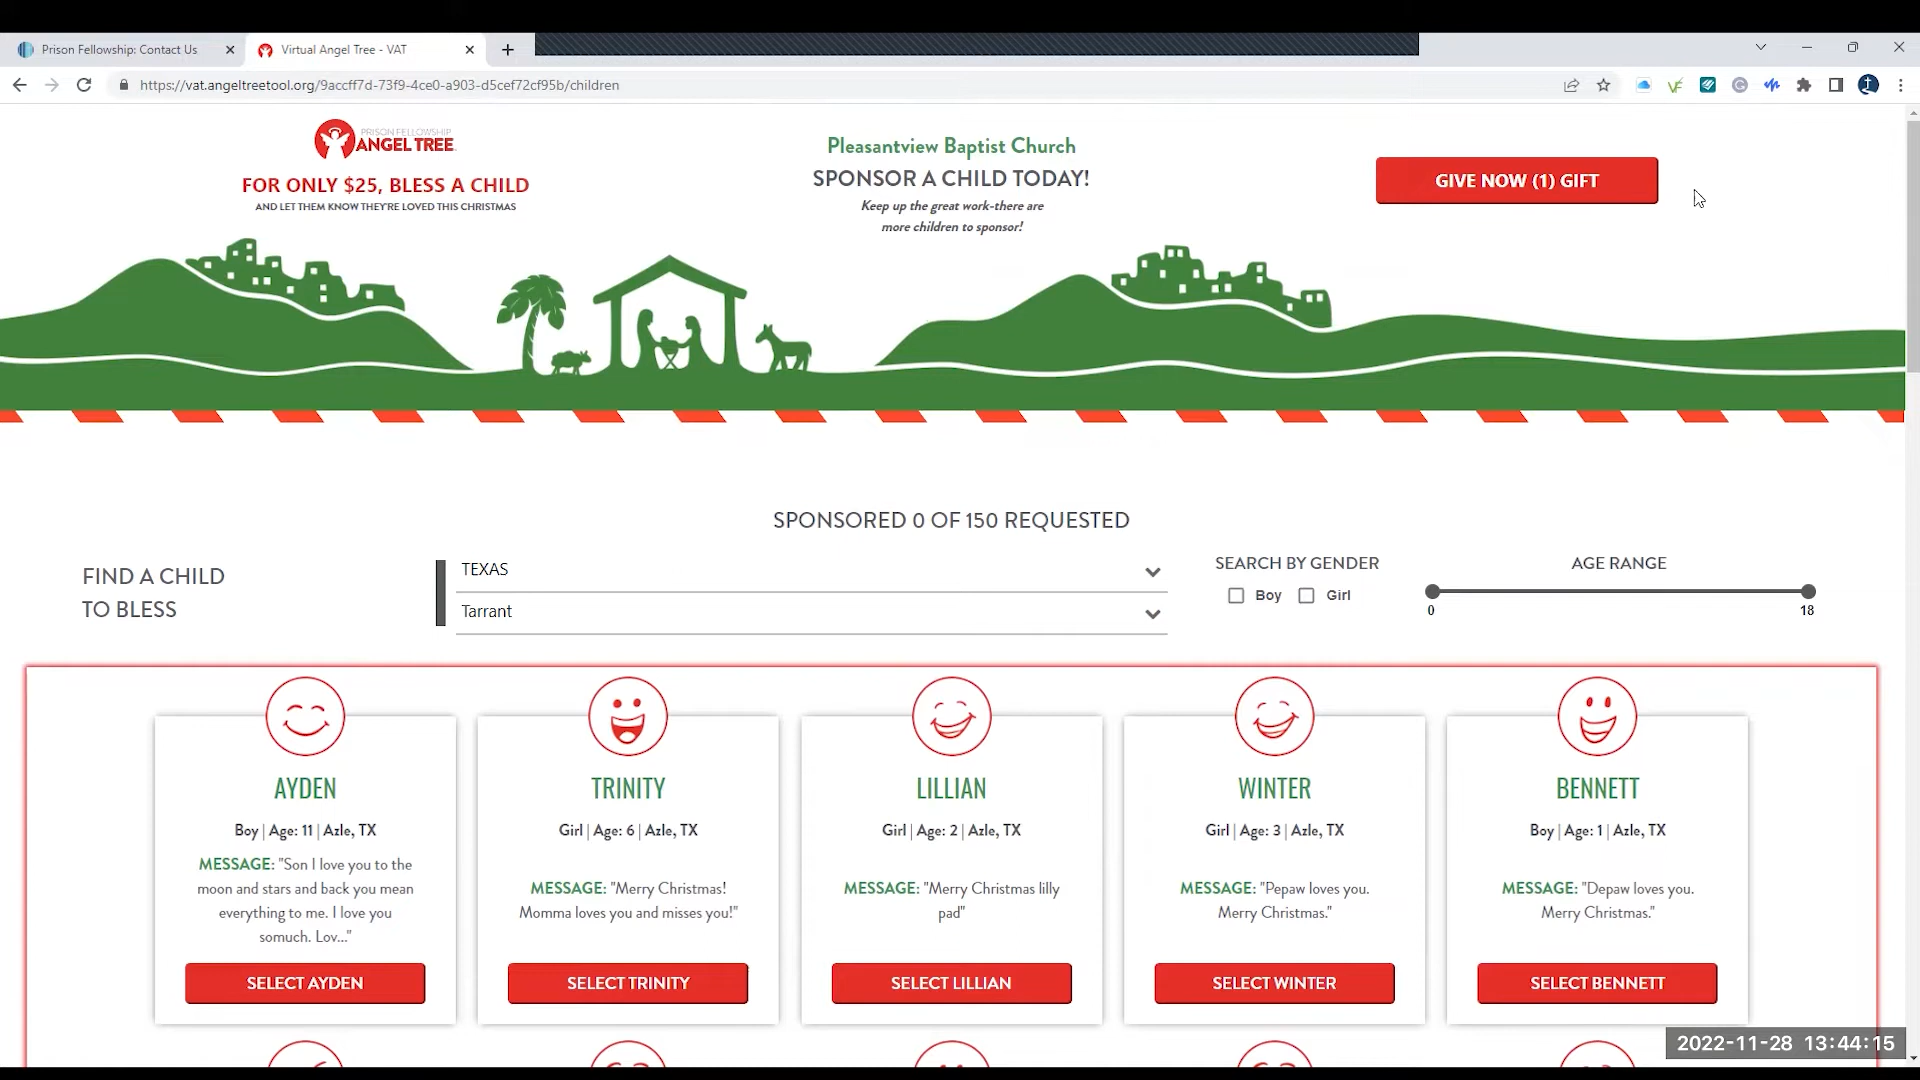 Prison Fellowship: Contact Us
Virtual Angel Tree - VAT
https://vat.angeltreetool.org/9accff7d-73f9-4ce0-a903-d5cef72cf95b/children
PRISON FELLOWSHIP
ANGEL TREE
FOR ONLY $25, BLESS A CHILD
AND LET THEM KNOW THEY'RE LOVED THIS CHRISTMAS
Pleasantview Baptist Church
SPONSOR A CHILD TODAY!
Keep up the great work-there are
more children to sponsor!
GIVE NOW (1) GIFT
SPONSORED 0 OF 150 REQUESTED
FIND A CHILD
TO BLESS
TEXAS
Tarrant
SEARCH BY GENDER
Boy Girl
AGE RANGE
0 18
AYDEN
Boy | Age: 11 | Azle, TX
MESSAGE: "Son I love you to the
moon and stars and back you mean
everything to me. I love you
somuch. Lov..."
SELECT AYDEN
TRINITY
Girl | Age: 6 | Azle, TX
MESSAGE: "Merry Christmas!
Momma loves you and misses you!"
SELECT TRINITY
LILLIAN
Girl | Age: 2 | Azle, TX
MESSAGE: "Merry Christmas lilly
pad"
SELECT LILLIAN
WINTER
Girl | Age: 3 | Azle, TX
MESSAGE: "Pepaw loves you.
Merry Christmas."
SELECT WINTER
BENNETT
Boy | Age: 1 | Azle, TX
MESSAGE: "Depaw loves you.
Merry Christmas."
SELECT BENNETT
2022-11-28 13:44:15